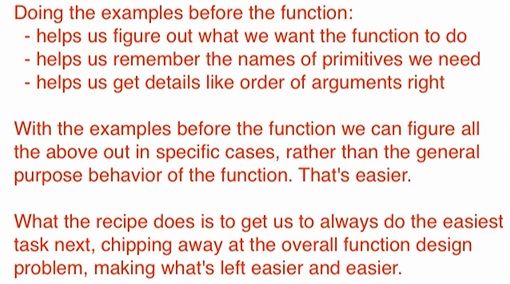 Doing the examples before the function:
- helps us figure out what we want the function to do
- helps us remember the names of primitives we need
- helps us get details like order of arguments right
With the examples before the function we can figure all
the above out in specific cases, rather than the general
purpose behavior of the function. That's easier.
What the recipe does is to get us to always do the easiest
task next, chipping away at the overall function design
problem, making what's left easier and easier.